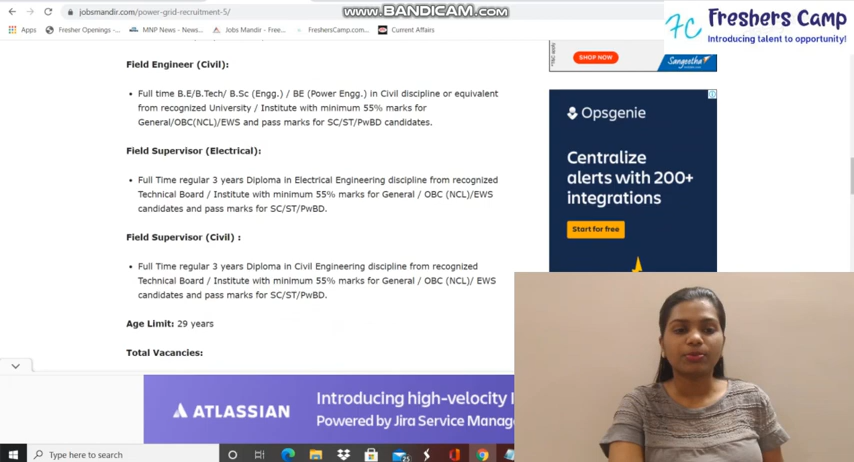 jobsmandir.com/power-grid-recruitment-5/
www.BANDICAM.com
Freshers Camp
Introducing talent to opportunity!
Apps
Fresher Openings -...
MNP News - News...
Jobs Mandir - Free...
FreshersCamp.com...
Current Affairs
SHOP NOW
Sangeetha
Field Engineer (Civil):
Full time B.E/B.Tech/ B.Sc (Engg.) / BE (Power Engg.) in Civil discipline or equivalent
from recognized University / Institute with minimum 55% marks for
General/OBC(NCL)/EWS and pass marks for SC/ST/PwBD candidates.
Field Supervisor (Electrical):
Full Time regular 3 years Diploma in Electrical Engineering discipline from recognized
Technical Board / Institute with minimum 55% marks for General / OBC (NCL)/EWS
candidates and pass marks for SC/ST/PwBD.
Field Supervisor (Civil) :
Full Time regular 3 years Diploma in Civil Engineering discipline from recognized
Technical Board / Institute with minimum 55% marks for General / OBC (NCL)/ EWS
candidates and pass marks for SC/ST/PwBD.
Age Limit: 29 years
Total Vacancies:
Opsgenie
Centralize
alerts with 200+
integrations
Start for free
ATLASSIAN
Introducing high-velocity
Powered by Jira Service
Type here to search
25